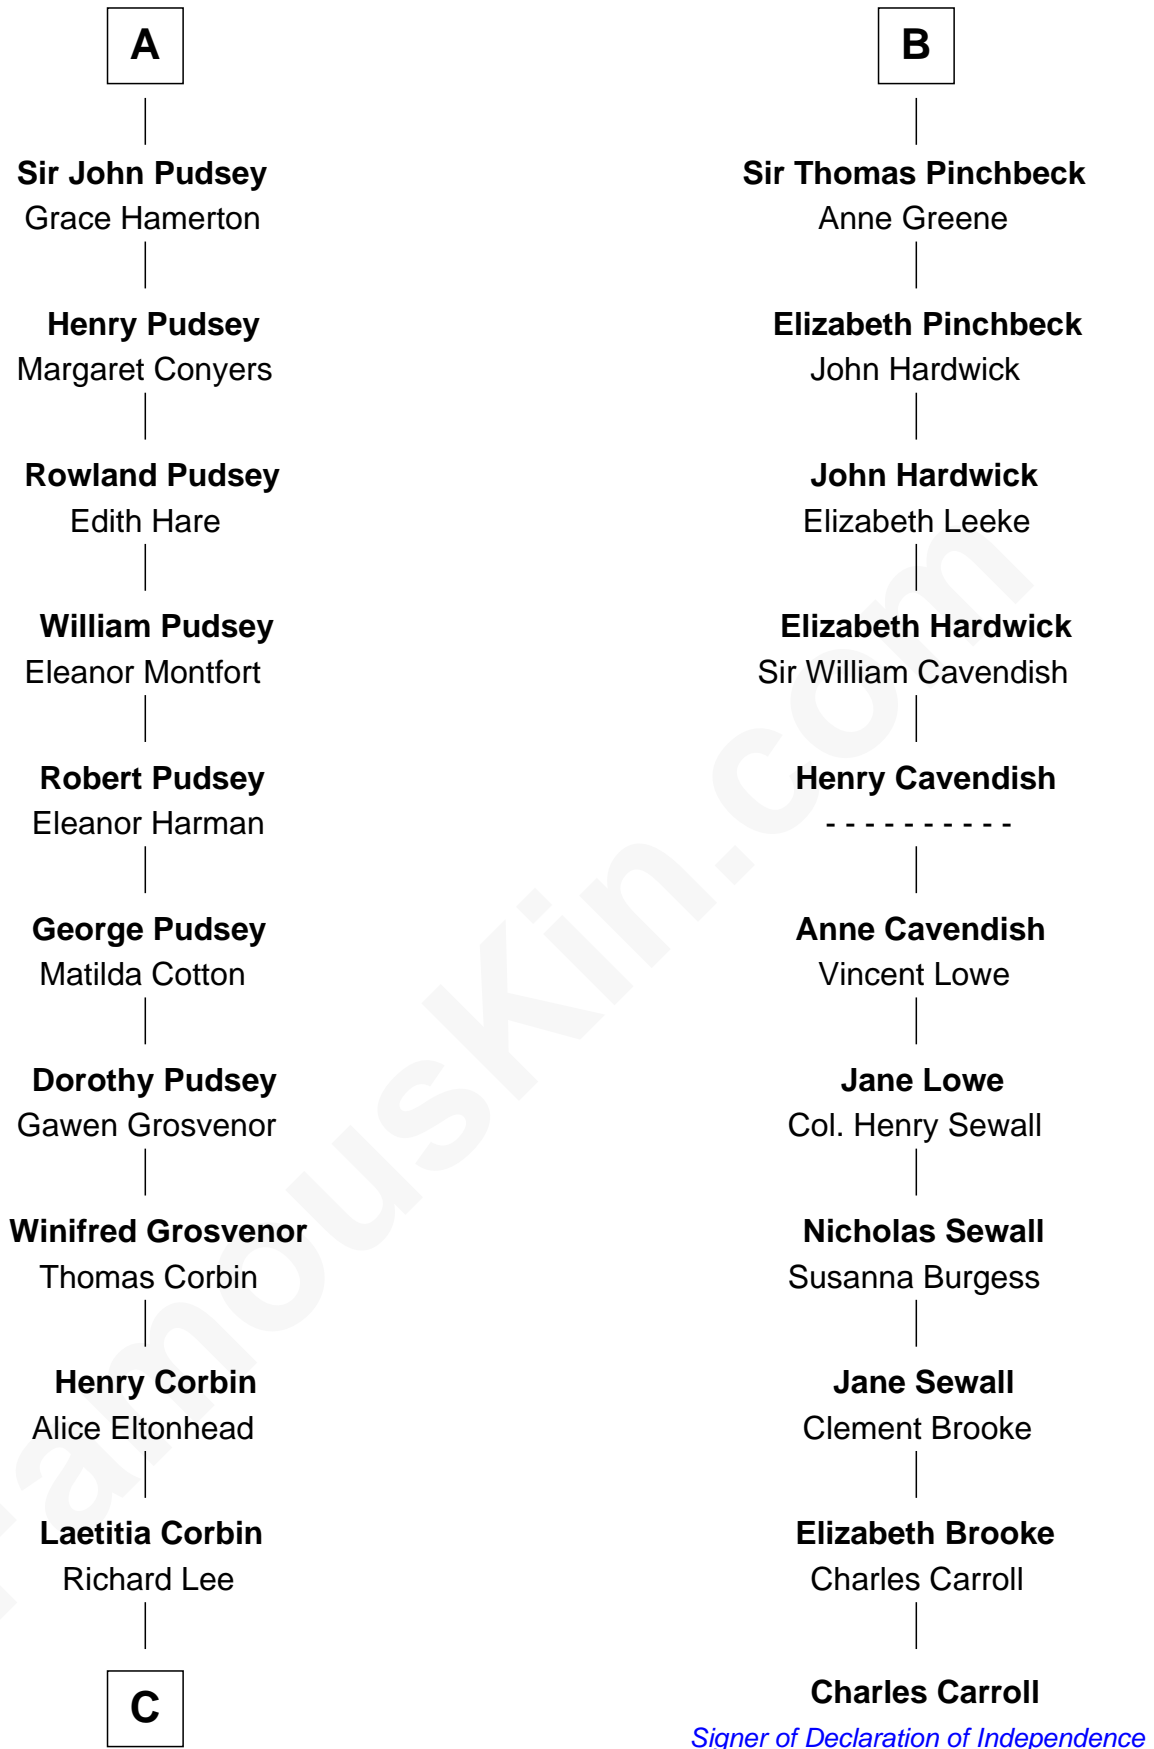 A
Sir John Pudsey
Grace Hamerton
Henry Pudsey
Margaret Conyers
Rowland Pudsey
Edith Hare
William Pudsey
Eleanor Montfort
Robert Pudsey
Eleanor Harman
George Pudsey
Matilda Cotton
Dorothy Pudsey
Gawen Grosvenor
Winifred Grosvenor
Thomas Corbin
Henry Corbin
Alice Eltonhead
Laetitia Corbin
Richard Lee
C
B
Sir Thomas Pinchbeck
Anne Greene
Elizabeth Pinchbeck
John Hardwick
John Hardwick
Elizabeth Leeke
Elizabeth Hardwick
Sir William Cavendish
Henry Cavendish
- - - - - - - - - -
Anne Cavendish
Vincent Lowe
Jane Lowe
Col. Henry Sewall
Nicholas Sewall
Susanna Burgess
Jane Sewall
Clement Brooke
Elizabeth Brooke
Charles Carroll
Charles Carroll
Signer of Declaration of Independence
FamousKin.com